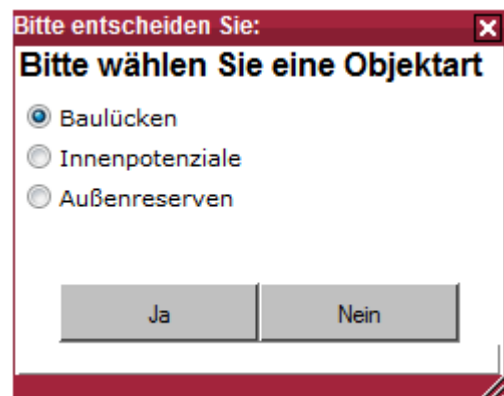 Bitte entscheiden Sie:
Bitte wählen Sie eine Objektart
Baulücken
Innenpotenziale
Außenreserven
Ja Nein